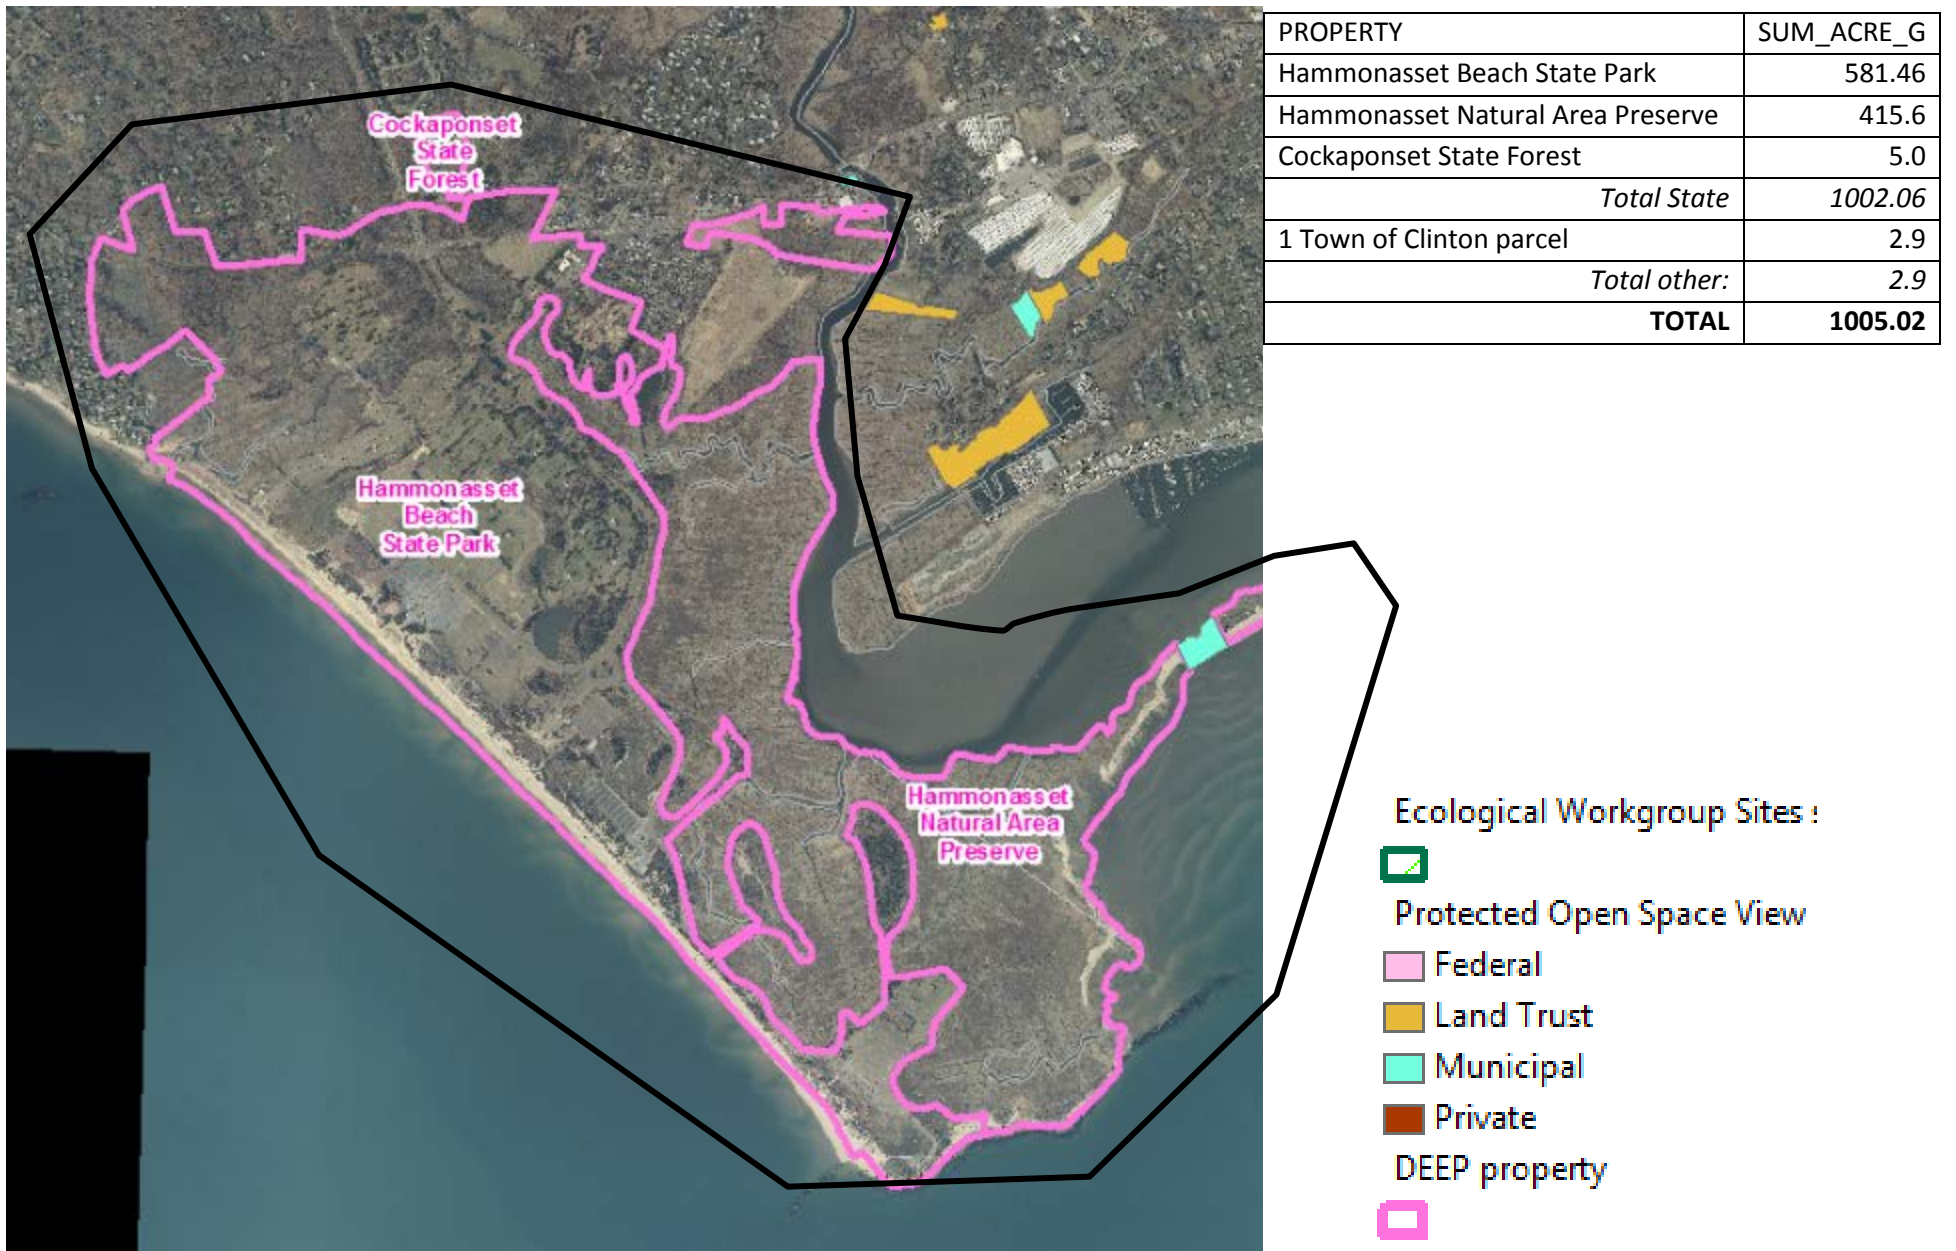 PROPERTY SUM_ACRE_G
Hammonasset Beach State Park 581.46
Hammonasset Natural Area Preserve 415.6
Cockaponset State Forest 5.0
Total State 1002.06
1 Town of Clinton parcel 2.9
Total other: 2.9
TOTAL 1005.02
Cockaponset
State
Forest
Hammonasset
Beach
State Park
Hammonasset
Natural Area
Preserve
Ecological Workgroup Sites
Protected Open Space View
Federal
Land Trust
Municipal
Private
DEEP property